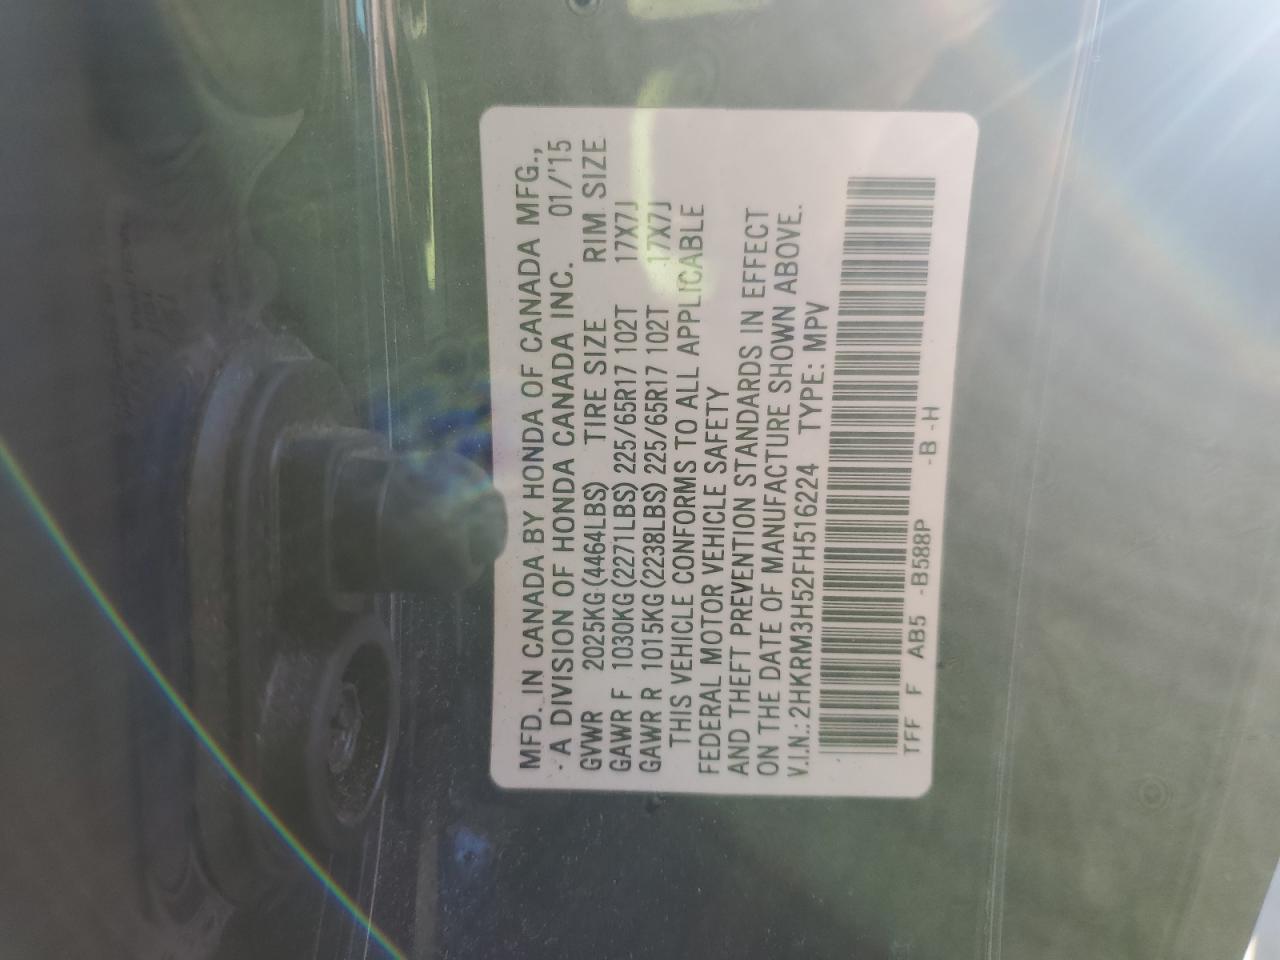 MFD. IN CANADA BY HONDA OF CANADA MFG.,
A DIVISION OF HONDA CANADA INC. 01/'15
GVWR 2025KG (4464LBS) TIRE SIZE RIM SIZE
GAWR F 1030KG (2271LBS) 225/65R17 102T 17X7J
GAWR R 1015KG (2238LBS) 225/65R17 102T 17X7J
THIS VEHICLE CONFORMS TO ALL APPLICABLE
FEDERAL MOTOR VEHICLE SAFETY
AND THEFT PREVENTION STANDARDS IN EFFECT
ON THE DATE OF MANUFACTURE SHOWN ABOVE.
V.I.N.: 2HKRM3H52FH516224 TYPE: MPV
TFF F AB5 -B588P -B -H